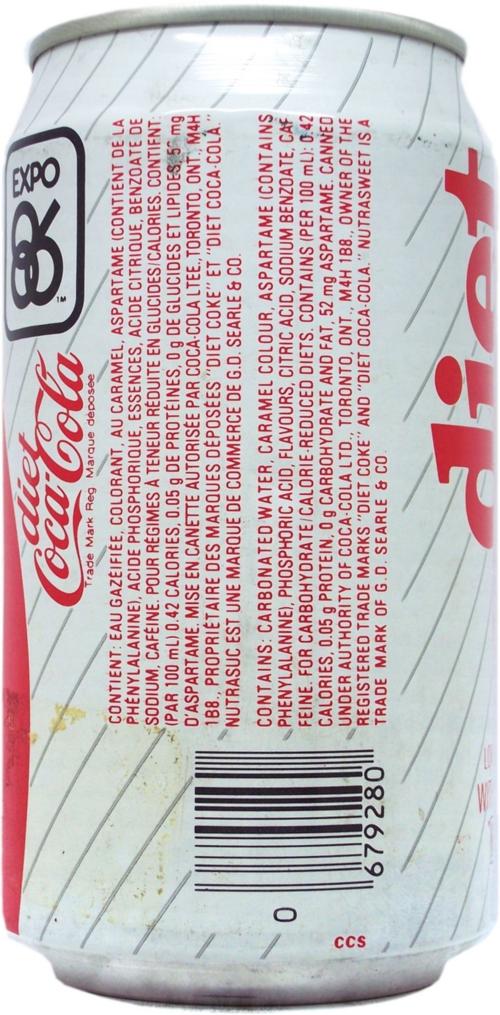 EXPO
86
TM
diet
Coca-Cola
Trade Mark Reg Marque déposée
CONTIENT: EAU GAZÉIFIÉE, COLORANT, AU CARAMEL, ASPARTAME (CONTIENT DE LA
PHÉNYLALANINE), ACIDE PHOSPHORIQUE, ESSENCES, ACIDE CITRIQUE, BENZOATE DE
SODIUM, CAFÉINE. POUR RÉGIMES À TENEUR RÉDUITE EN GLUCIDES/CALORIES. CONTIENT
(PAR 100 mL) 0.42 CALORIES, 0.05 g DE PROTÉINES, 0 g DE GLUCIDES ET LIPIDES, 5 mg
D'ASPARTAME. MISE EN CANETTE AUTORISÉE PAR COCA-COLA LTÉE, TORONTO, ONT., M4H
1B8., PROPRIÉTAIRE DES MARQUES DÉPOSÉES "DIET COKE" ET "DIET COCA-COLA."
NUTRASUC EST UNE MARQUE DE COMMERCE DE G.D. SEARLE & CO.
CONTAINS: CARBONATED WATER, CARAMEL COLOUR, ASPARTAME (CONTAINS
PHENYLALANINE), PHOSPHORIC ACID, FLAVOURS, CITRIC ACID, SODIUM BENZOATE, CAF
FEINE. FOR CARBOHYDRATE/CALORIE-REDUCED DIETS. CONTAINS (PER 100 mL): 0.42
CALORIES, 0.05 g PROTEIN, 0 g CARBOHYDRATE AND FAT, 52 mg ASPARTAME. CANNED
UNDER AUTHORITY OF COCA-COLA LTD., TORONTO, ONT., M4H 1B8., OWNER OF THE
REGISTERED TRADE MARKS "DIET COKE" AND "DIET COCA-COLA." NUTRASWEET IS A
TRADE MARK OF G.D. SEARLE & CO.
0 679280
CCS
diet